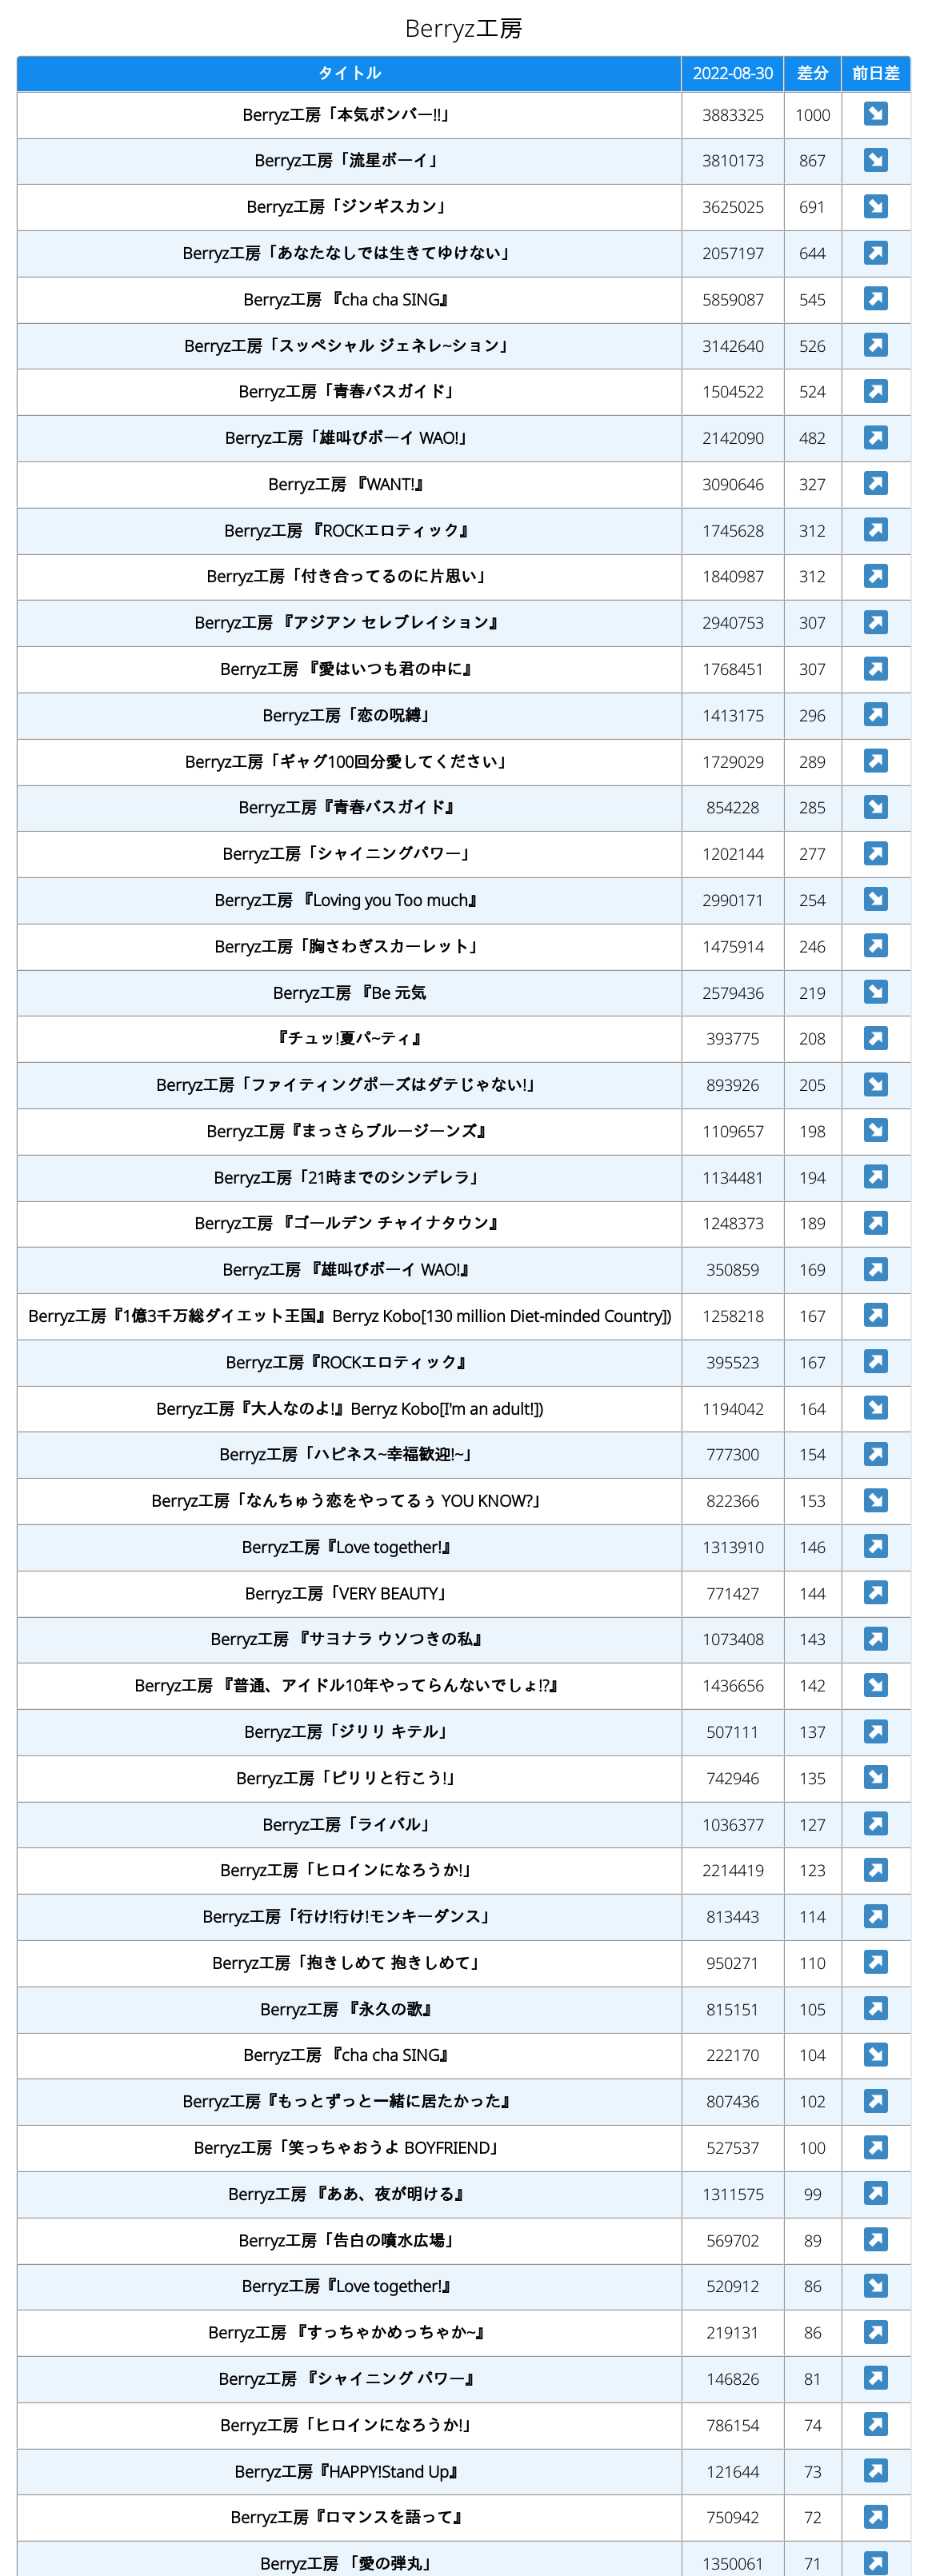 Berryz工房
タイトル 2022-08-30 差分 前日差
Berryz工房「本気ボンバー!!」 3883325 1000 ↘
Berryz工房「流星ボーイ」 3810173 867 ↘
Berryz工房「ジンギスカン」 3625025 691 ↘
Berryz工房「あなたなしでは生きてゆけない」 2057197 644 ↗
Berryz工房 『cha cha SING』 5859087 545 ↗
Berryz工房「スッペシャル ジェネレ~ション」 3142640 526 ↗
Berryz工房「青春バスガイド」 1504522 524 ↗
Berryz工房「雄叫びボーイ WAO!」 2142090 482 ↗
Berryz工房 『WANT!』 3090646 327 ↗
Berryz工房 『ROCKエロティック』 1745628 312 ↗
Berryz工房「付き合ってるのに片思い」 1840987 312 ↗
Berryz工房 『アジアン セレブレイション』 2940753 307 ↗
Berryz工房 『愛はいつも君の中に』 1768451 307 ↗
Berryz工房「恋の呪縛」 1413175 296 ↗
Berryz工房「ギャグ100回分愛してください」 1729029 289 ↗
Berryz工房『青春バスガイド』 854228 285 ↘
Berryz工房「シャイニングパワー」 1202144 277 ↗
Berryz工房 『Loving you Too much』 2990171 254 ↘
Berryz工房「胸さわぎスカーレット」 1475914 246 ↗
Berryz工房 『Be 元気 2579436 219 ↘
『チュッ!夏パ~ティ』 393775 208 ↗
Berryz工房「ファイティングポーズはダテじゃない!」 893926 205 ↘
Berryz工房『まっさらブルージーンズ』 1109657 198 ↘
Berryz工房「21時までのシンデレラ」 1134481 194 ↗
Berryz工房 『ゴールデン チャイナタウン』 1248373 189 ↗
Berryz工房 『雄叫びボーイ WAO!』 350859 169 ↗
Berryz工房『1億3千万総ダイエット王国』Berryz Kobo[130 million Diet-minded Country]) 1258218 167 ↗
Berryz工房『ROCKエロティック』 395523 167 ↗
Berryz工房『大人なのよ!』Berryz Kobo[I'm an adult!]) 1194042 164 ↘
Berryz工房「ハピネス~幸福歓迎!~」 777300 154 ↗
Berryz工房「なんちゅう恋をやってるぅ YOU KNOW?」 822366 153 ↘
Berryz工房『Love together!』 1313910 146 ↗
Berryz工房「VERY BEAUTY」 771427 144 ↗
Berryz工房 『サヨナラ ウソつきの私』 1073408 143 ↗
Berryz工房 『普通、アイドル10年やってらんないでしょ!?』 1436656 142 ↘
Berryz工房「ジリリ キテル」 507111 137 ↗
Berryz工房「ピリリと行こう!」 742946 135 ↘
Berryz工房「ライバル」 1036377 127 ↗
Berryz工房「ヒロインになろうか!」 2214419 123 ↗
Berryz工房「行け!行け!モンキーダンス」 813443 114 ↗
Berryz工房「抱きしめて 抱きしめて」 950271 110 ↗
Berryz工房 『永久の歌』 815151 105 ↗
Berryz工房 『cha cha SING』 222170 104 ↘
Berryz工房『もっとずっと一緒に居たかった』 807436 102 ↗
Berryz工房「笑っちゃおうよ BOYFRIEND」 527537 100 ↗
Berryz工房 『ああ、夜が明ける』 1311575 99 ↗
Berryz工房「告白の噴水広場」 569702 89 ↗
Berryz工房『Love together!』 520912 86 ↘
Berryz工房 『すっちゃかめっちゃか~』 219131 86 ↗
Berryz工房 『シャイニング パワー』 146826 81 ↗
Berryz工房「ヒロインになろうか!」 786154 74 ↗
Berryz工房『HAPPY!Stand Up』 121644 73 ↗
Berryz工房『ロマンスを語って』 750942 72 ↗
Berryz工房 「愛の弾丸」 1350061 71 ↗